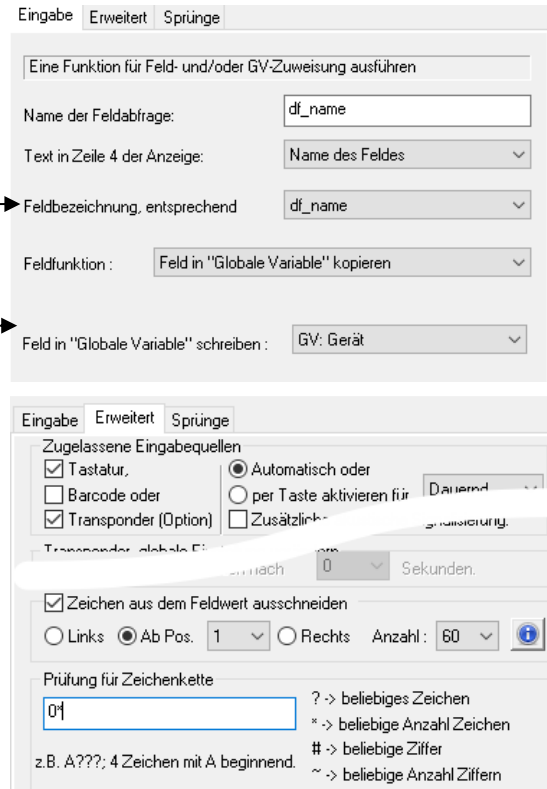 Eingabe Erweitert Sprünge
Eine Funktion für Feld- und/oder GV-Zuweisung ausführen
Name der Feldabfrage: df_name
Text in Zeile 4 der Anzeige: Name des Feldes
Feldbezeichnung, entsprechend df_name
Feldfunktion : Feld in "Globale Variable" kopieren
Feld in "Globale Variable" schreiben : GV: Gerät
Eingabe Erweitert Sprünge
Zugelassene Eingabequellen
Tastatur, Automatisch oder
Barcode oder per Taste aktivieren für Dauernd
Transponder (Option) Zusätzliche
nach 0 Sekunden.
Zeichen aus dem Feldwert ausschneiden
Links Ab Pos. 1 Rechts Anzahl : 60
Prüfung für Zeichenkette
0*
? -> beliebiges Zeichen
* -> beliebige Anzahl Zeichen
# -> beliebige Ziffer
~ -> beliebige Anzahl Ziffern
z.B. A???; 4 Zeichen mit A beginnend.